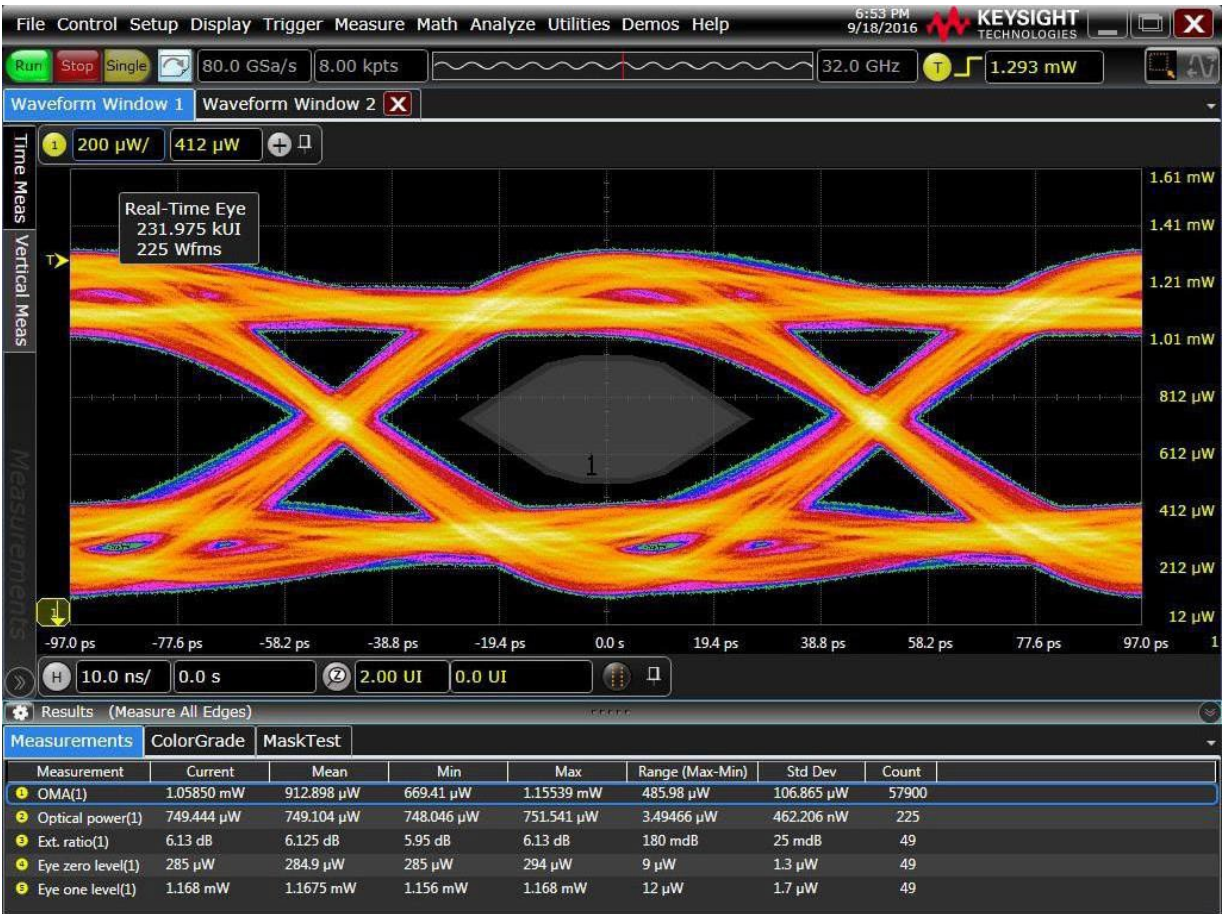 File Control Setup Display Trigger Measure Math Analyze Utilities Demos Help
6:53 PM
9/18/2016
KEYSIGHT
TECHNOLOGIES
X
Run Stop Single 80.0 GSa/s 8.00 kpts 32.0 GHz T 1.293 mW
Waveform Window 1 Waveform Window 2 X
Time Meas
Vertical Meas
Measurements
1 200 µW/ 412 µW +
Real-Time Eye
231.975 kUI
225 Wfms
T
1
1
1.61 mW
1.41 mW
1.21 mW
1.01 mW
812 µW
612 µW
412 µW
212 µW
12 µW
-97.0 ps -77.6 ps -58.2 ps -38.8 ps -19.4 ps 0.0 s 19.4 ps 38.8 ps 58.2 ps 77.6 ps 97.0 ps 1
H 10.0 ns/ 0.0 s Z 2.00 UI 0.0 UI
Results (Measure All Edges)
Measurements ColorGrade MaskTest
Measurement Current Mean Min Max Range (Max-Min) Std Dev Count
1 OMA(1) 1.05850 mW 912.898 µW 669.41 µW 1.15539 mW 485.98 µW 106.865 µW 57900
2 Optical power(1) 749.444 µW 749.104 µW 748.046 µW 751.541 µW 3.49466 µW 462.206 nW 225
3 Ext. ratio(1) 6.13 dB 6.125 dB 5.95 dB 6.13 dB 180 mdB 25 mdB 49
4 Eye zero level(1) 285 µW 284.9 µW 285 µW 294 µW 9 µW 1.3 µW 49
5 Eye one level(1) 1.168 mW 1.1675 mW 1.156 mW 1.168 mW 12 µW 1.7 µW 49